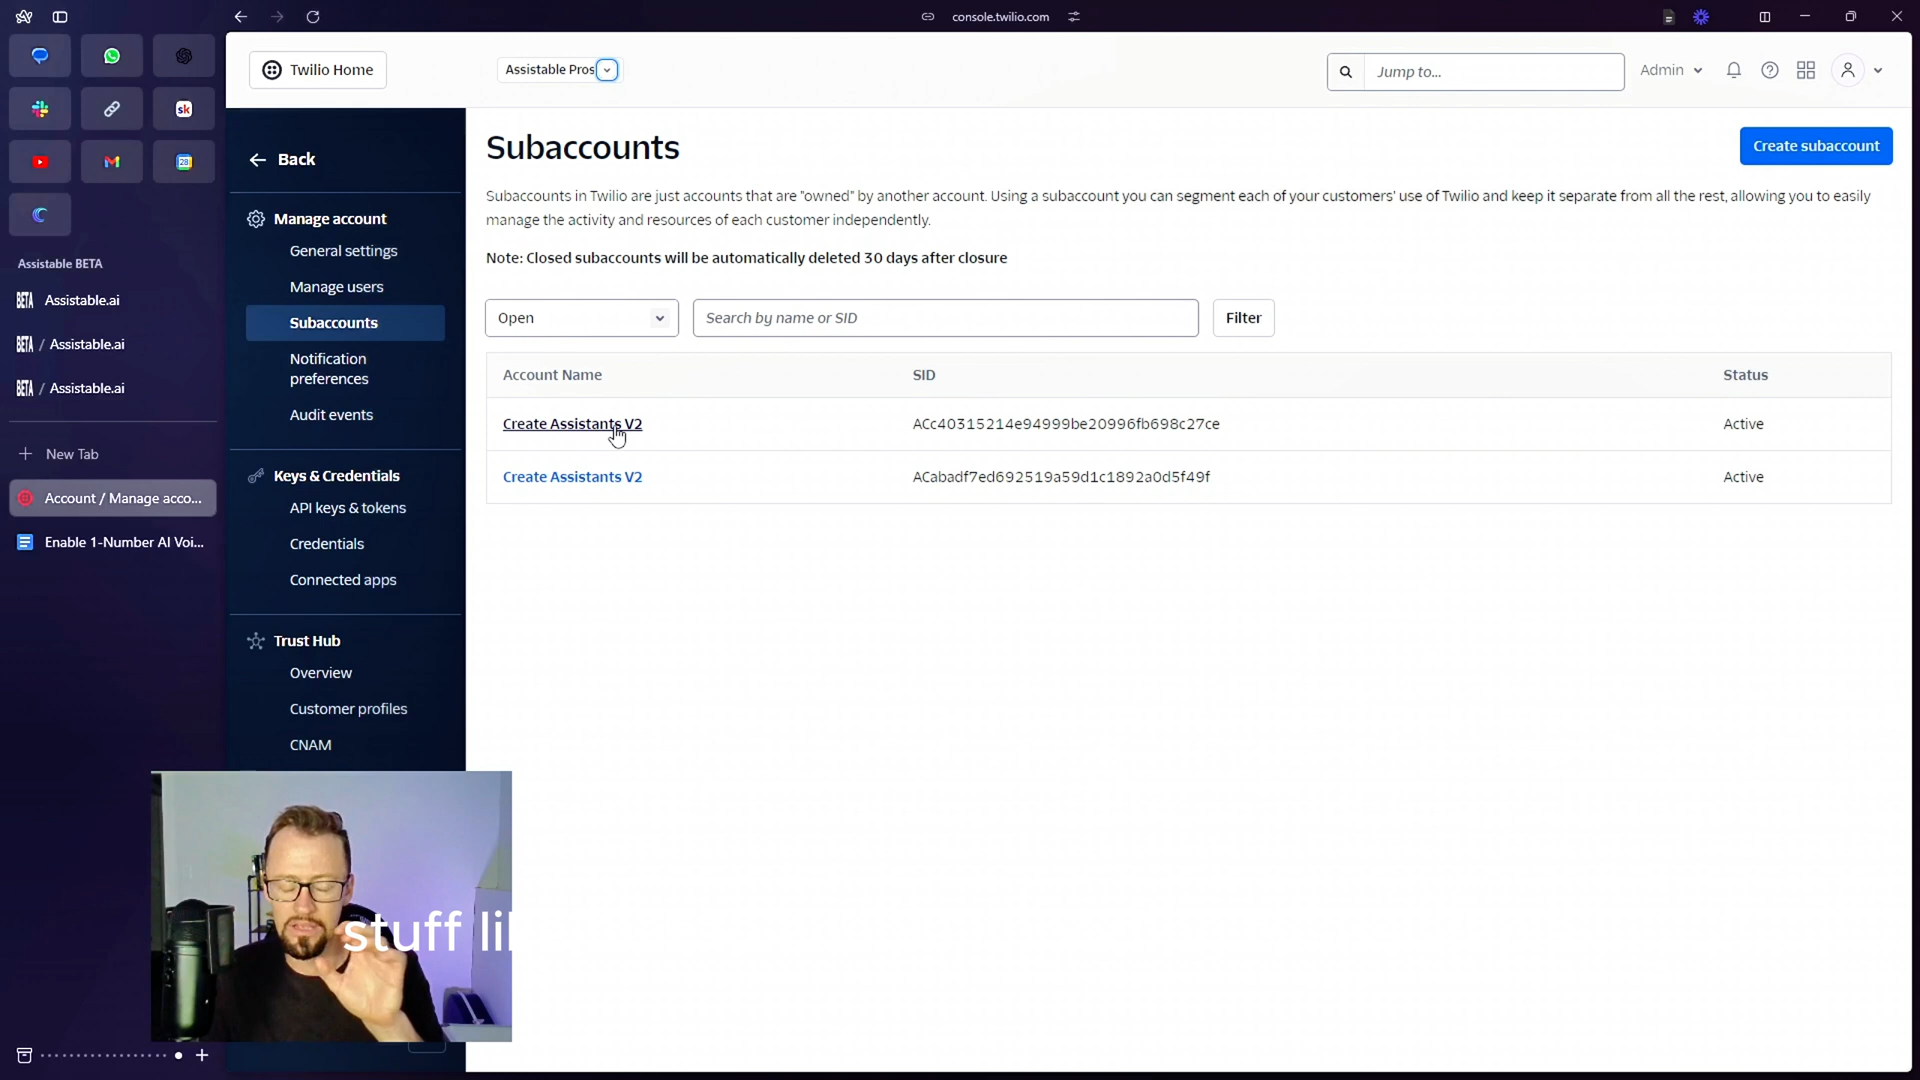 console.twilio.com
Twilio Home
Assistable Pros
Jump to...
Admin
sk
28
Assistable BETA
BETA Assistable.ai
BETA / Assistable.ai
BETA / Assistable.ai
New Tab
Account / Manage acco...
Enable 1-Number AI Voi...
Back
Manage account
General settings
Manage users
Subaccounts
Notification
preferences
Audit events
Keys & Credentials
API keys & tokens
Credentials
Connected apps
Trust Hub
Overview
Customer profiles
CNAM
Subaccounts
Create subaccount
Subaccounts in Twilio are just accounts that are "owned" by another account. Using a subaccount you can segment each of your customers' use of Twilio and keep it separate from all the rest, allowing you to easily
manage the activity and resources of each customer independently.
Note: Closed subaccounts will be automatically deleted 30 days after closure
Open
Search by name or SID
Filter
Account Name SID Status
Create Assistants V2 ACc40315214e94999be20996fb698c27ce Active
Create Assistants V2 ACabadf7ed692519a59d1c1892a0d5f49f Active
stuff